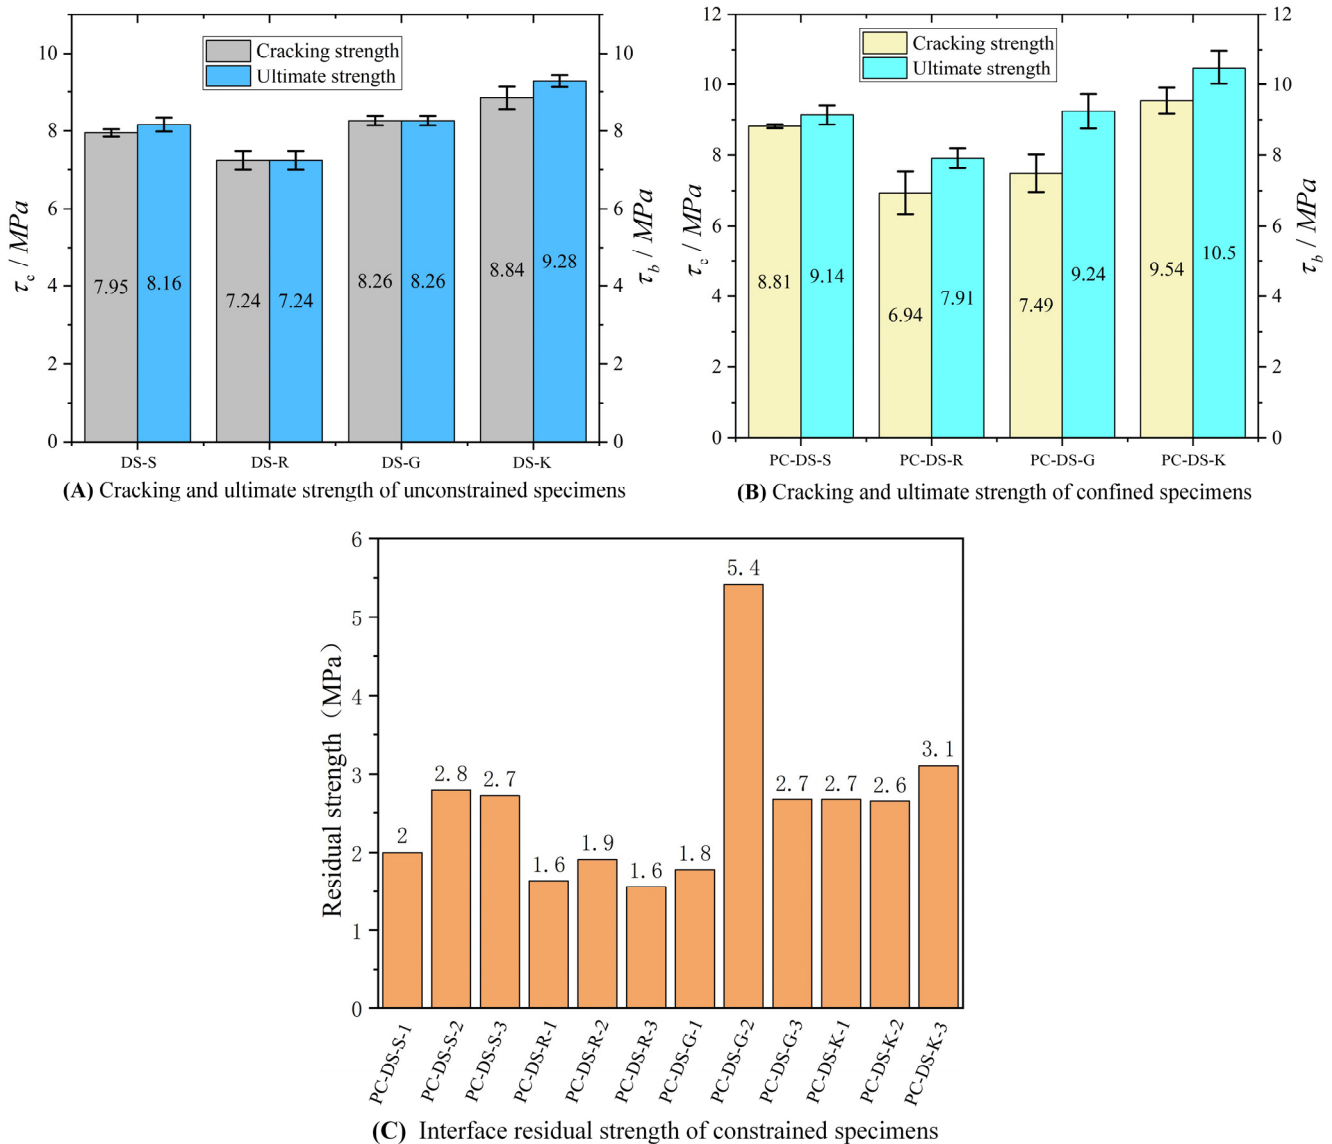 Cracking strength
Ultimate strength
10
8
6
4
2
0
τc / MPa
10
8
6
4
2
0
τb / MPa
7.95
8.16
7.24
7.24
8.26
8.26
8.84
9.28
DS-S
DS-R
DS-G
DS-K
(A) Cracking and ultimate strength of unconstrained specimens
Cracking strength
Ultimate strength
12
10
8
6
4
2
0
τc / MPa
12
10
8
6
4
2
0
τb / MPa
8.81
9.14
6.94
7.91
7.49
9.24
9.54
10.5
PC-DS-S
PC-DS-R
PC-DS-G
PC-DS-K
(B) Cracking and ultimate strength of confined specimens
6
5
4
3
2
1
0
Residual strength（MPa）
2
2.8
2.7
1.6
1.9
1.6
1.8
5.4
2.7
2.7
2.6
3.1
PC-DS-S-1
PC-DS-S-2
PC-DS-S-3
PC-DS-R-1
PC-DS-R-2
PC-DS-R-3
PC-DS-G-1
PC-DS-G-2
PC-DS-G-3
PC-DS-K-1
PC-DS-K-2
PC-DS-K-3
(C) Interface residual strength of constrained specimens